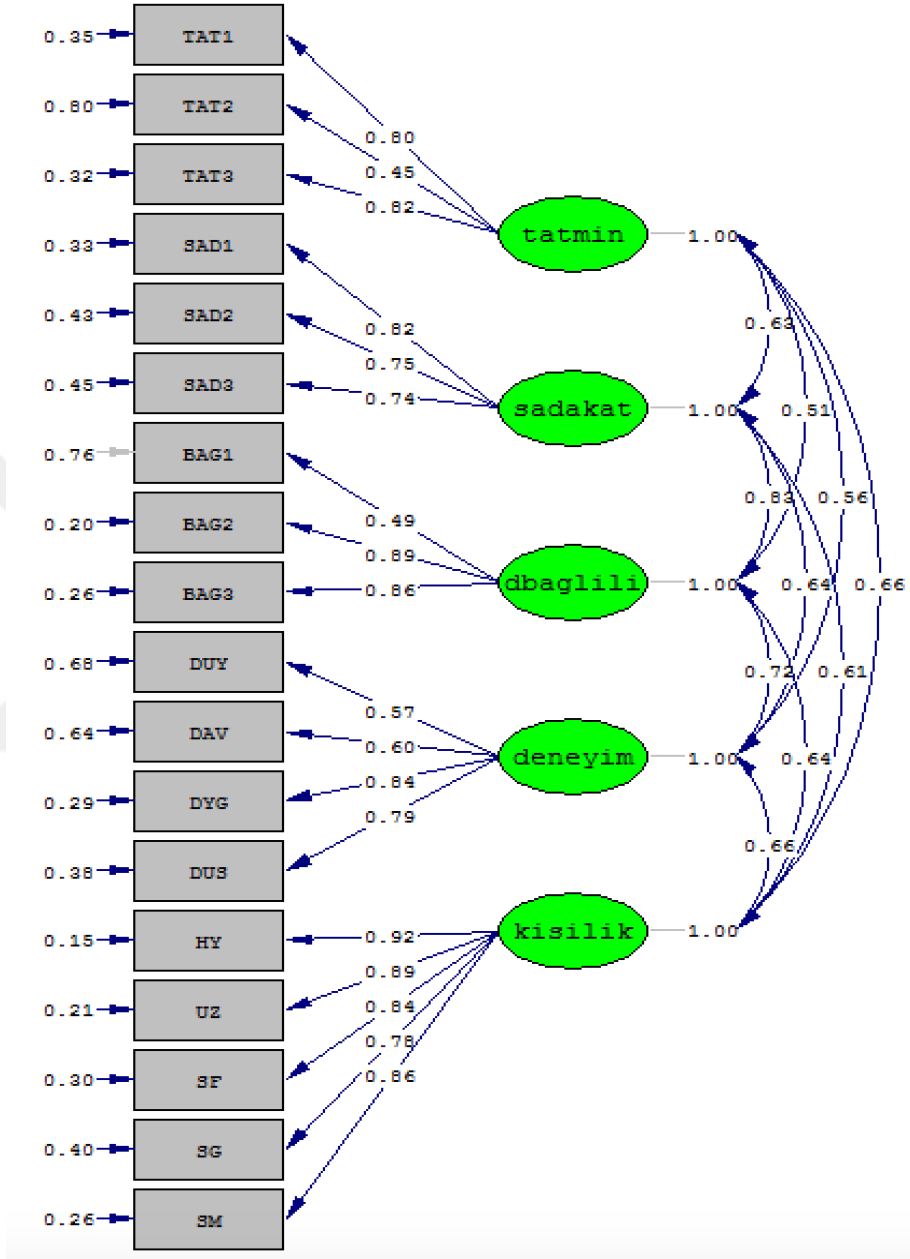 0.35 TAT1
0.80 TAT2
0.80
0.45
0.32 TAT3
0.82
tatmin 1.00
0.33 SAD1
0.43 SAD2
0.63
0.82
0.75
0.45 SAD3
0.74
sadakat 1.00 0.51
0.76 BAG1
0.83 0.56
0.20 BAG2
0.49
0.89
0.26 BAG3
0.86
dbaglili 1.00 0.64 0.66
0.68 DUY
0.72 0.61
0.57
0.64 DAV
0.60
deneyim 1.00 0.64
0.84
0.29 DYG
0.79
0.66
0.38 DUS
kisilik 1.00
0.15 HY
0.92
0.89
0.21 UZ
0.84
0.78
0.30 SF
0.86
0.40 SG
0.26 SM